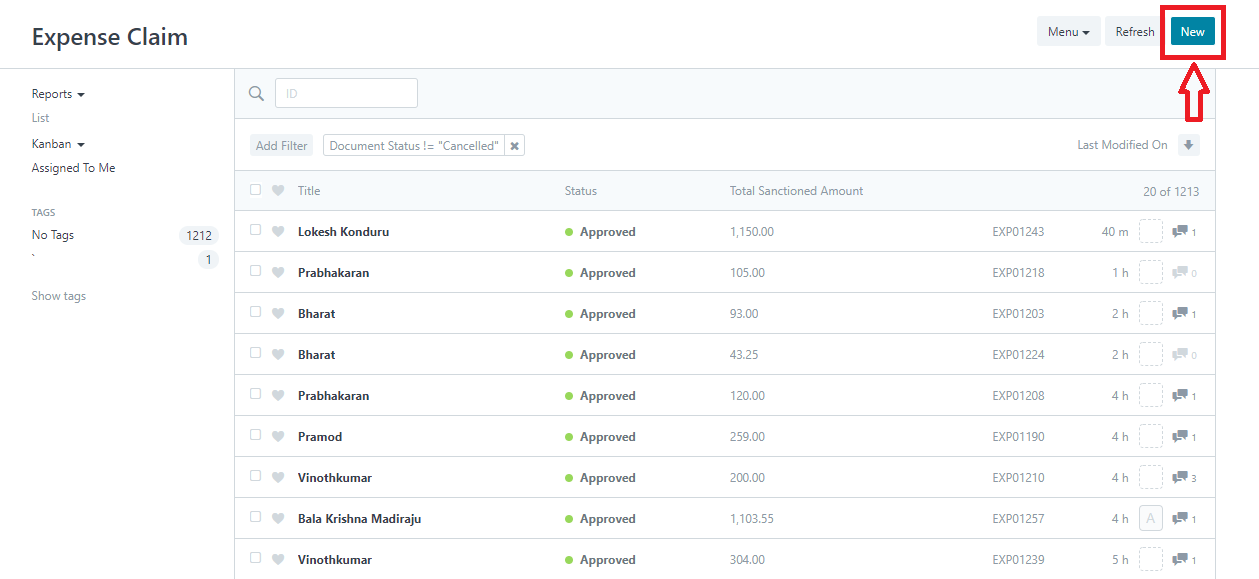 Expense Claim
Menu Refresh New
Reports
List
Kanban
Assigned To Me
TAGS
No Tags 1212
` 1
Show tags
ID
Add Filter Document Status != "Cancelled" Last Modified On
Title Status Total Sanctioned Amount 20 of 1213
Lokesh Konduru Approved 1,150.00 EXP01243 40 m 1
Prabhakaran Approved 105.00 EXP01218 1 h 0
Bharat Approved 93.00 EXP01203 2 h 1
Bharat Approved 43.25 EXP01224 2 h 0
Prabhakaran Approved 120.00 EXP01208 4 h 1
Pramod Approved 259.00 EXP01190 4 h 1
Vinothkumar Approved 200.00 EXP01210 4 h 3
Bala Krishna Madiraju Approved 1,103.55 EXP01257 4 h A 1
Vinothkumar Approved 304.00 EXP01239 5 h 1